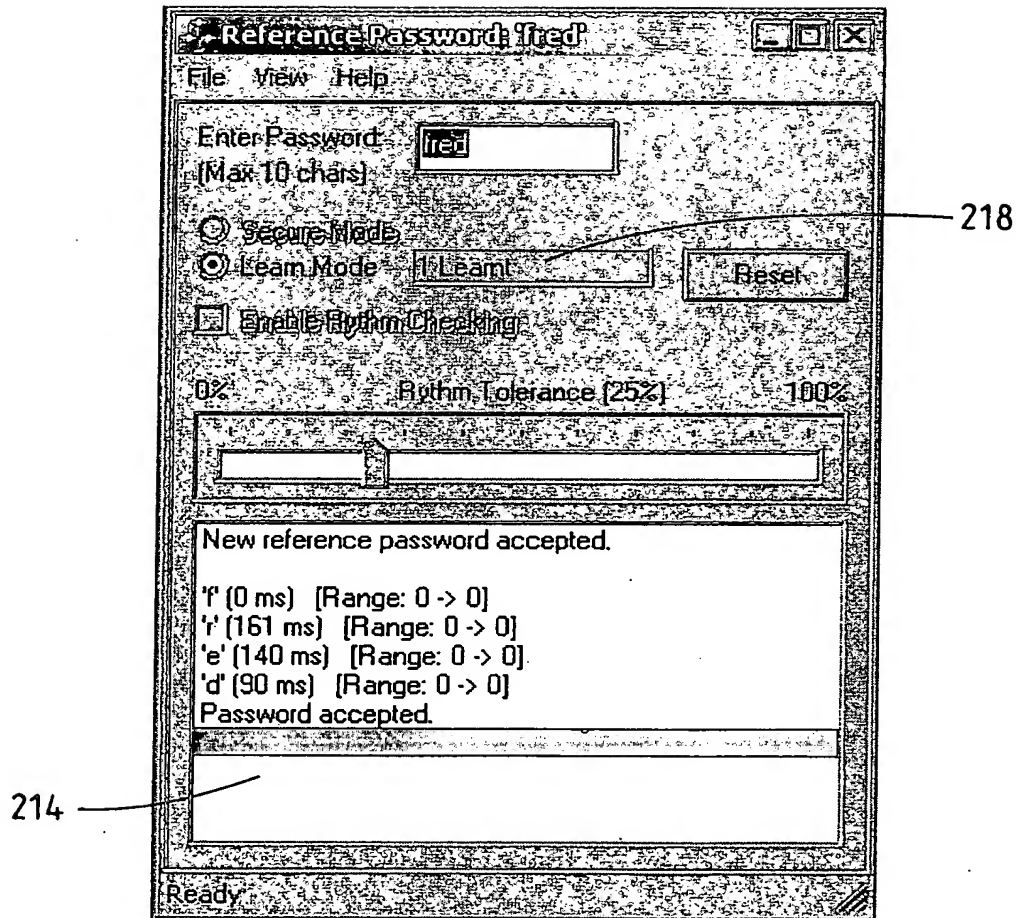 Reference Password: 'fred'
File View Help
Enter Password:
(Max 10 chars)
fred
Secure Mode
Learn Mode
1 Learnt
Reset
Enable Rythm Checking
0% Rythm Tolerance (25%) 100%
New reference password accepted.
'f' (0 ms) [Range: 0 -> 0]
'r' (161 ms) [Range: 0 -> 0]
'e' (140 ms) [Range: 0 -> 0]
'd' (90 ms) [Range: 0 -> 0]
Password accepted.
Ready
218
214